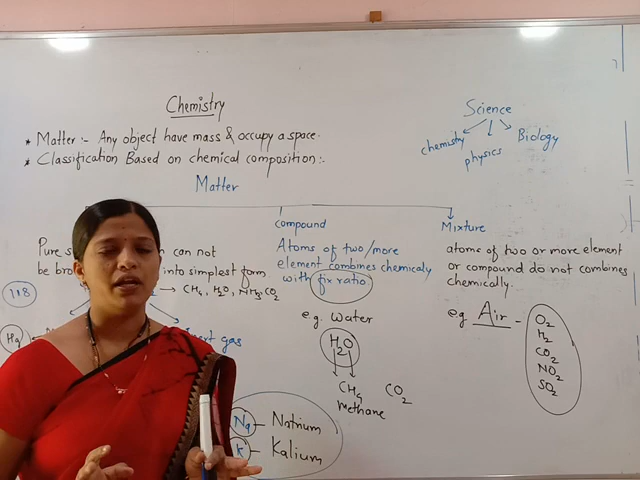 Chemistry
* Matter :- Any object have mass & occupy a space.
* Classification Based on chemical composition:.
Science
chemistry
physics
Biology
Matter
Pure s can not
be bro into simplest form
→ CH4, H2O, NH3, CO2
118
Hg
gas
compound
Atoms of two/more
element combines chemicaly
with fix ratio
e.g. Water
H2O
CH4
Methane
CO2
Na - Natrium
K - Kalium
Mixture
atoms of two or more element
or compound do not combines
chemically.
e.g Air -
O2
H2
CO2
NO2
SO2